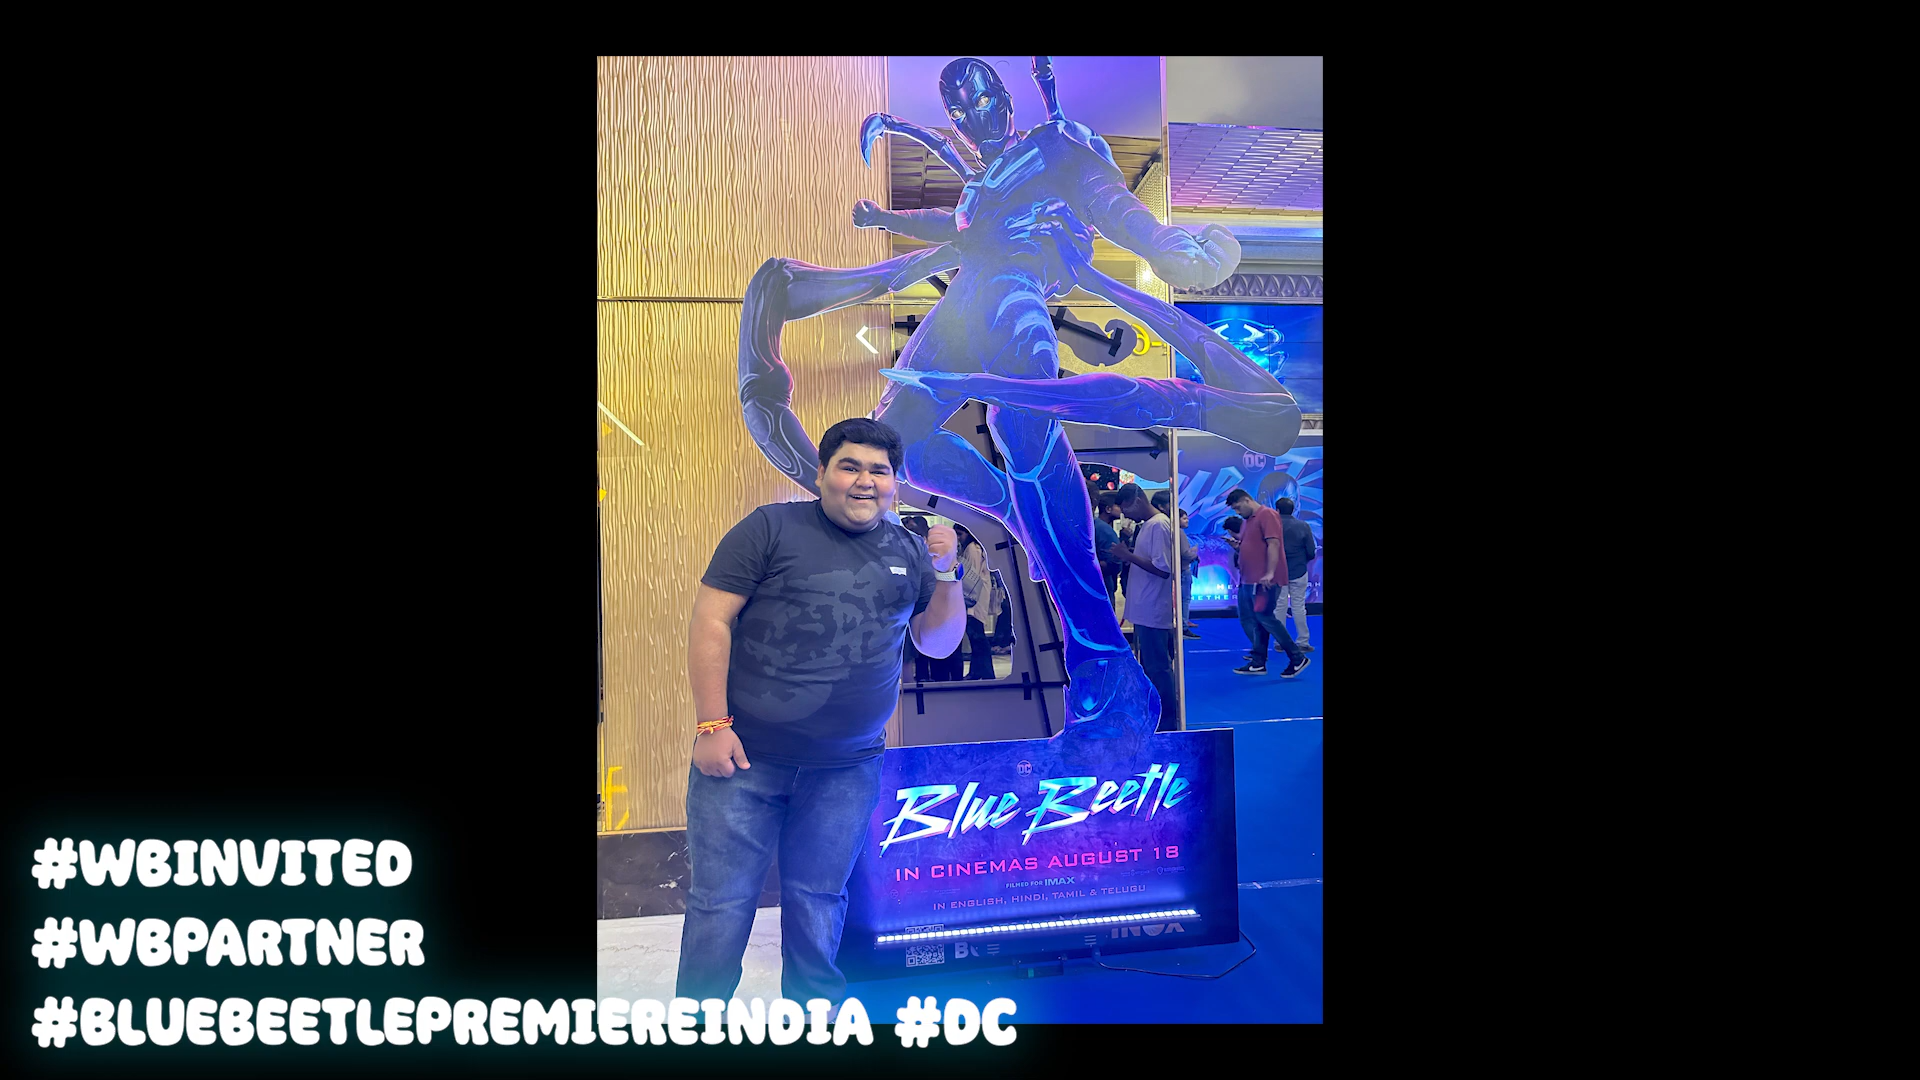 DC
DC
Blue Beetle
IN CINEMAS AUGUST 18
FILMED FOR IMAX
IN ENGLISH, HINDI, TAMIL & TELUGU
INOX
#WBINVITED
#WBPARTNER
#BLUEBEETLEPREMIEREINDIA #DC